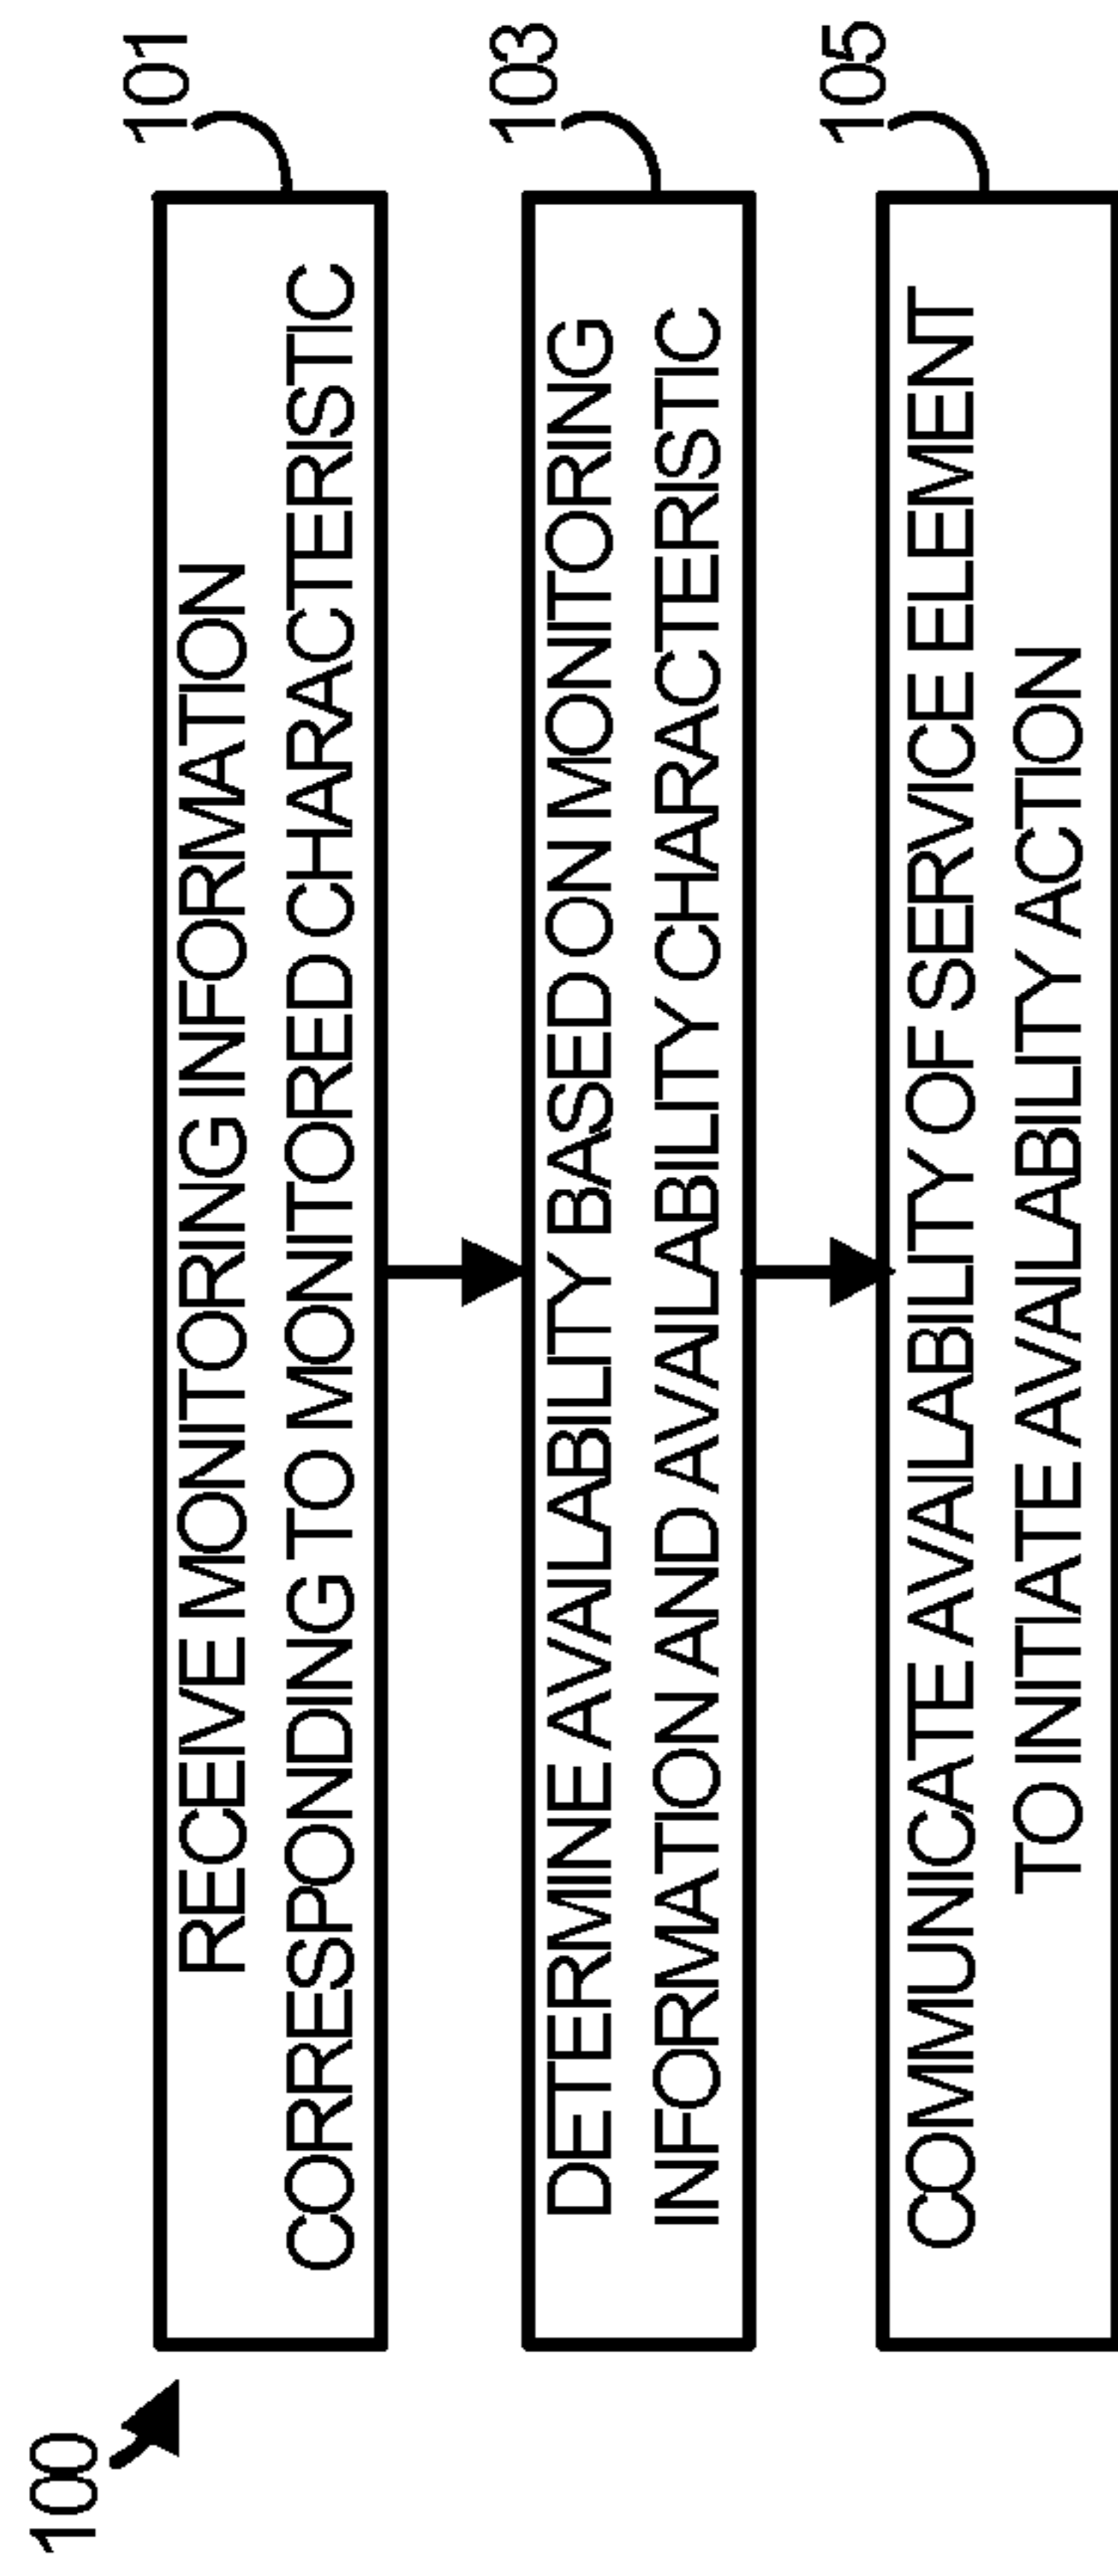 100
101
RECEIVE MONITORING INFORMATION
CORRESPONDING TO MONITORED CHARACTERISTIC
103
DETERMINE AVAILABILITY BASED ON MONITORING
INFORMATION AND AVAILABILITY CHARACTERISTIC
105
COMMUNICATE AVAILABILITY OF SERVICE ELEMENT
TO INITIATE AVAILABILITY ACTION